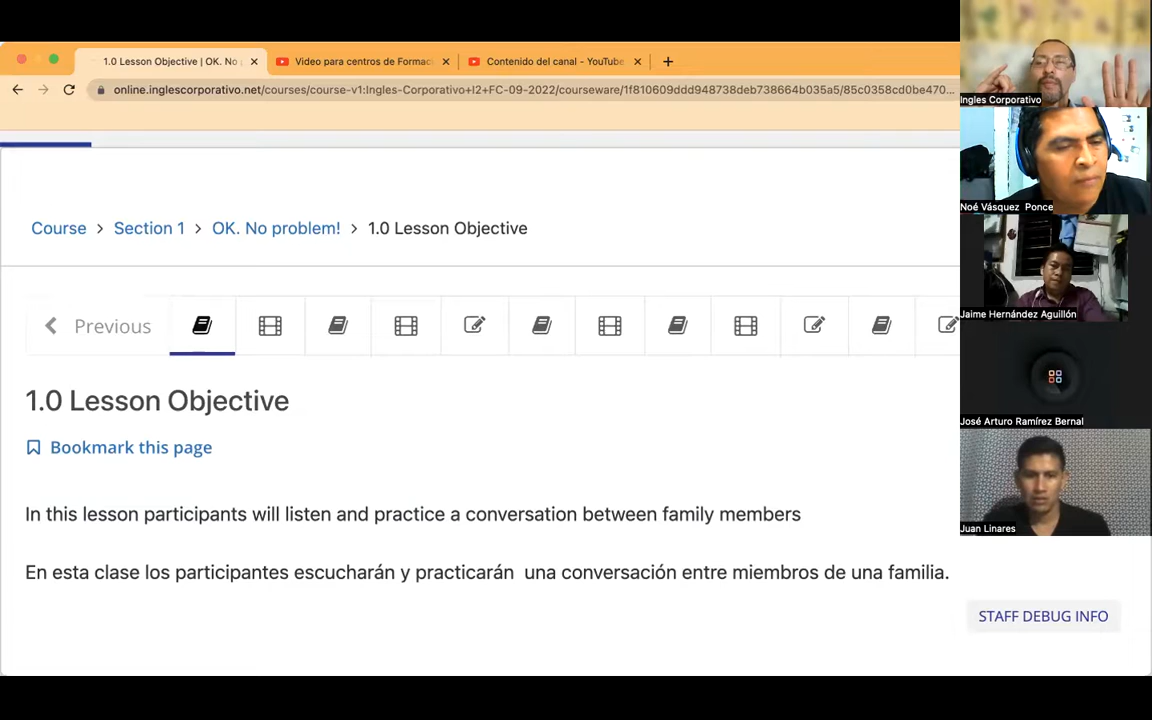 1.0 Lesson Objective | OK. No
Video para centros de Formac
Contenido del canal - YouTube
online.inglescorporativo.net/courses/course-v1:Ingles-Corporativo+I2+FC-09-2022/courseware/1f810609ddd948738deb738664b035a5/85c0358cd0be470...
Course > Section 1 > OK. No problem! > 1.0 Lesson Objective
Previous
1.0 Lesson Objective
Bookmark this page
In this lesson participants will listen and practice a conversation between family members
En esta clase los participantes escucharán y practicarán una conversación entre miembros de una familia.
STAFF DEBUG INFO
Ingles Corporativo
Noé Vásquez Ponce
Jaime Hernández Aguillón
José Arturo Ramírez Bernal
Juan Linares